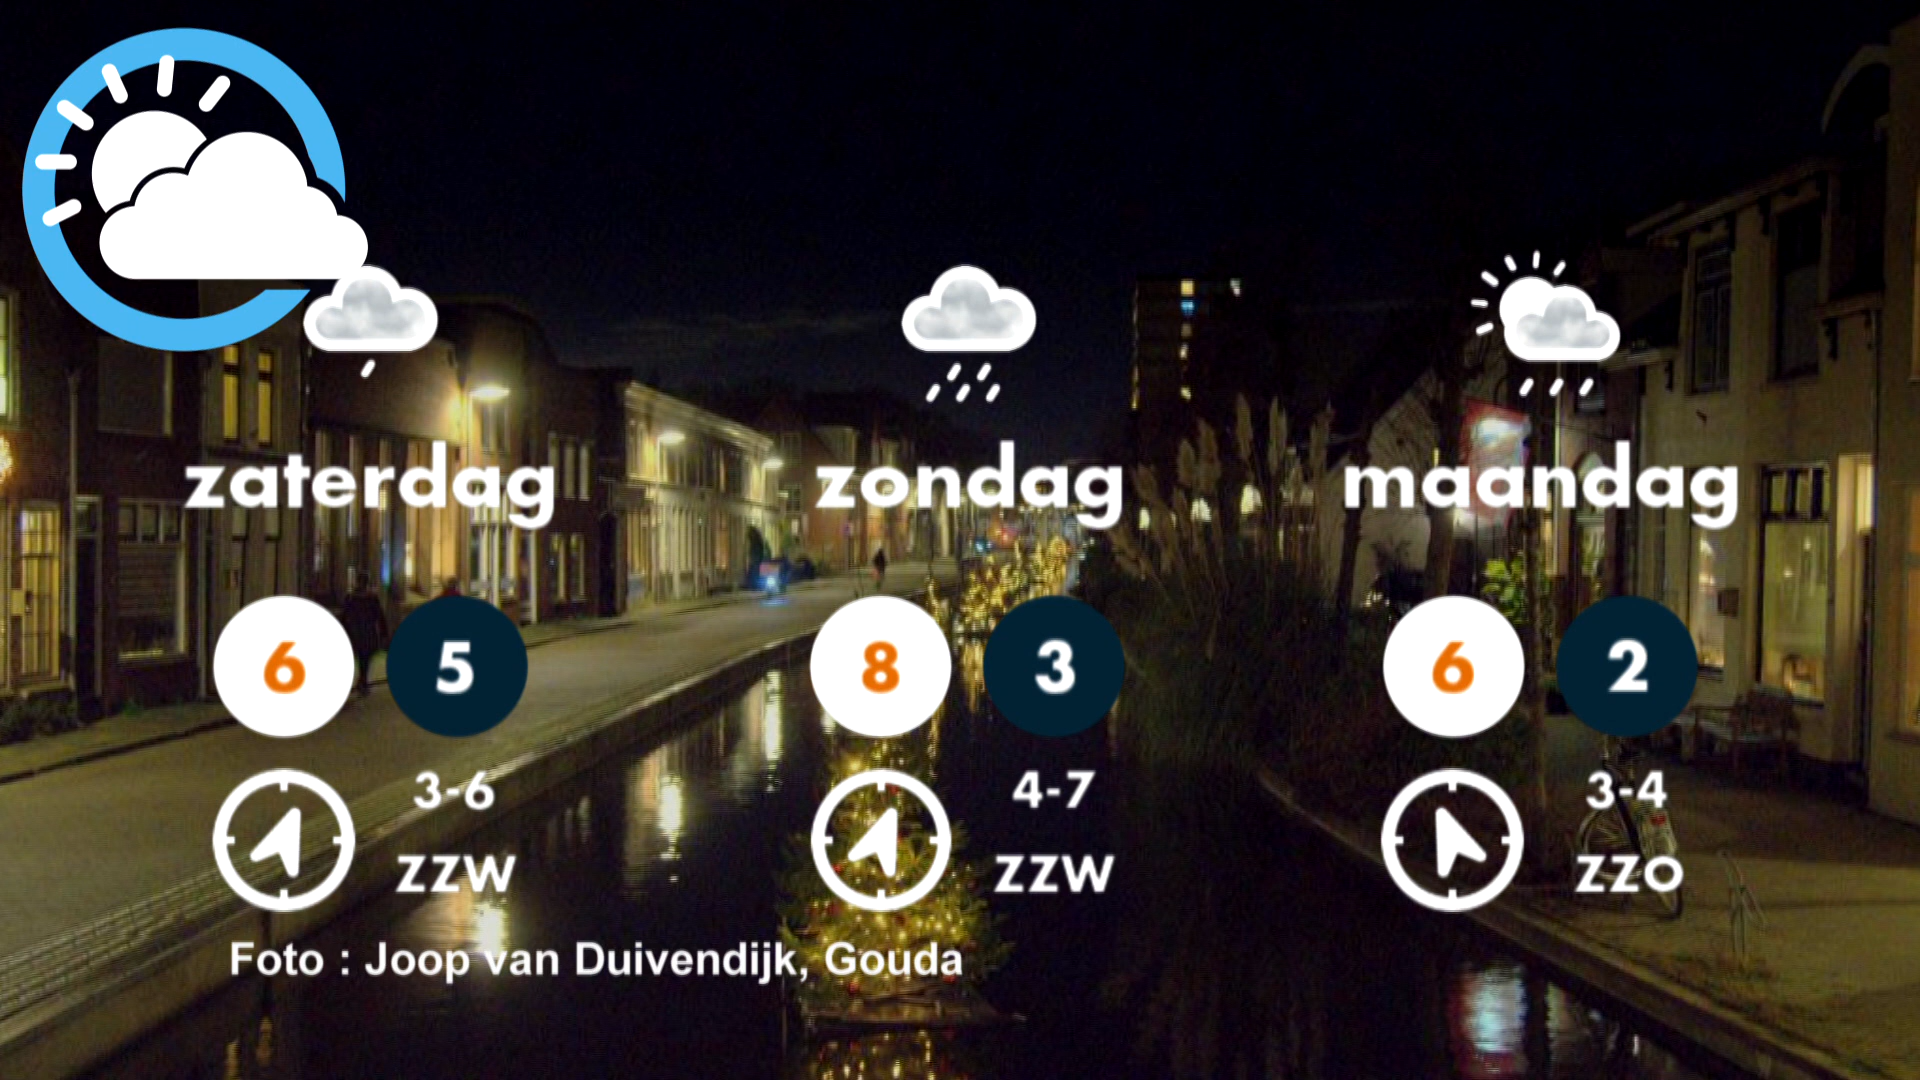 zaterdag
zondag
maandag
6 5
8 3
6 2
3-6
ZZW
4-7
ZZW
3-4
ZZO
Foto : Joop van Duivendijk, Gouda